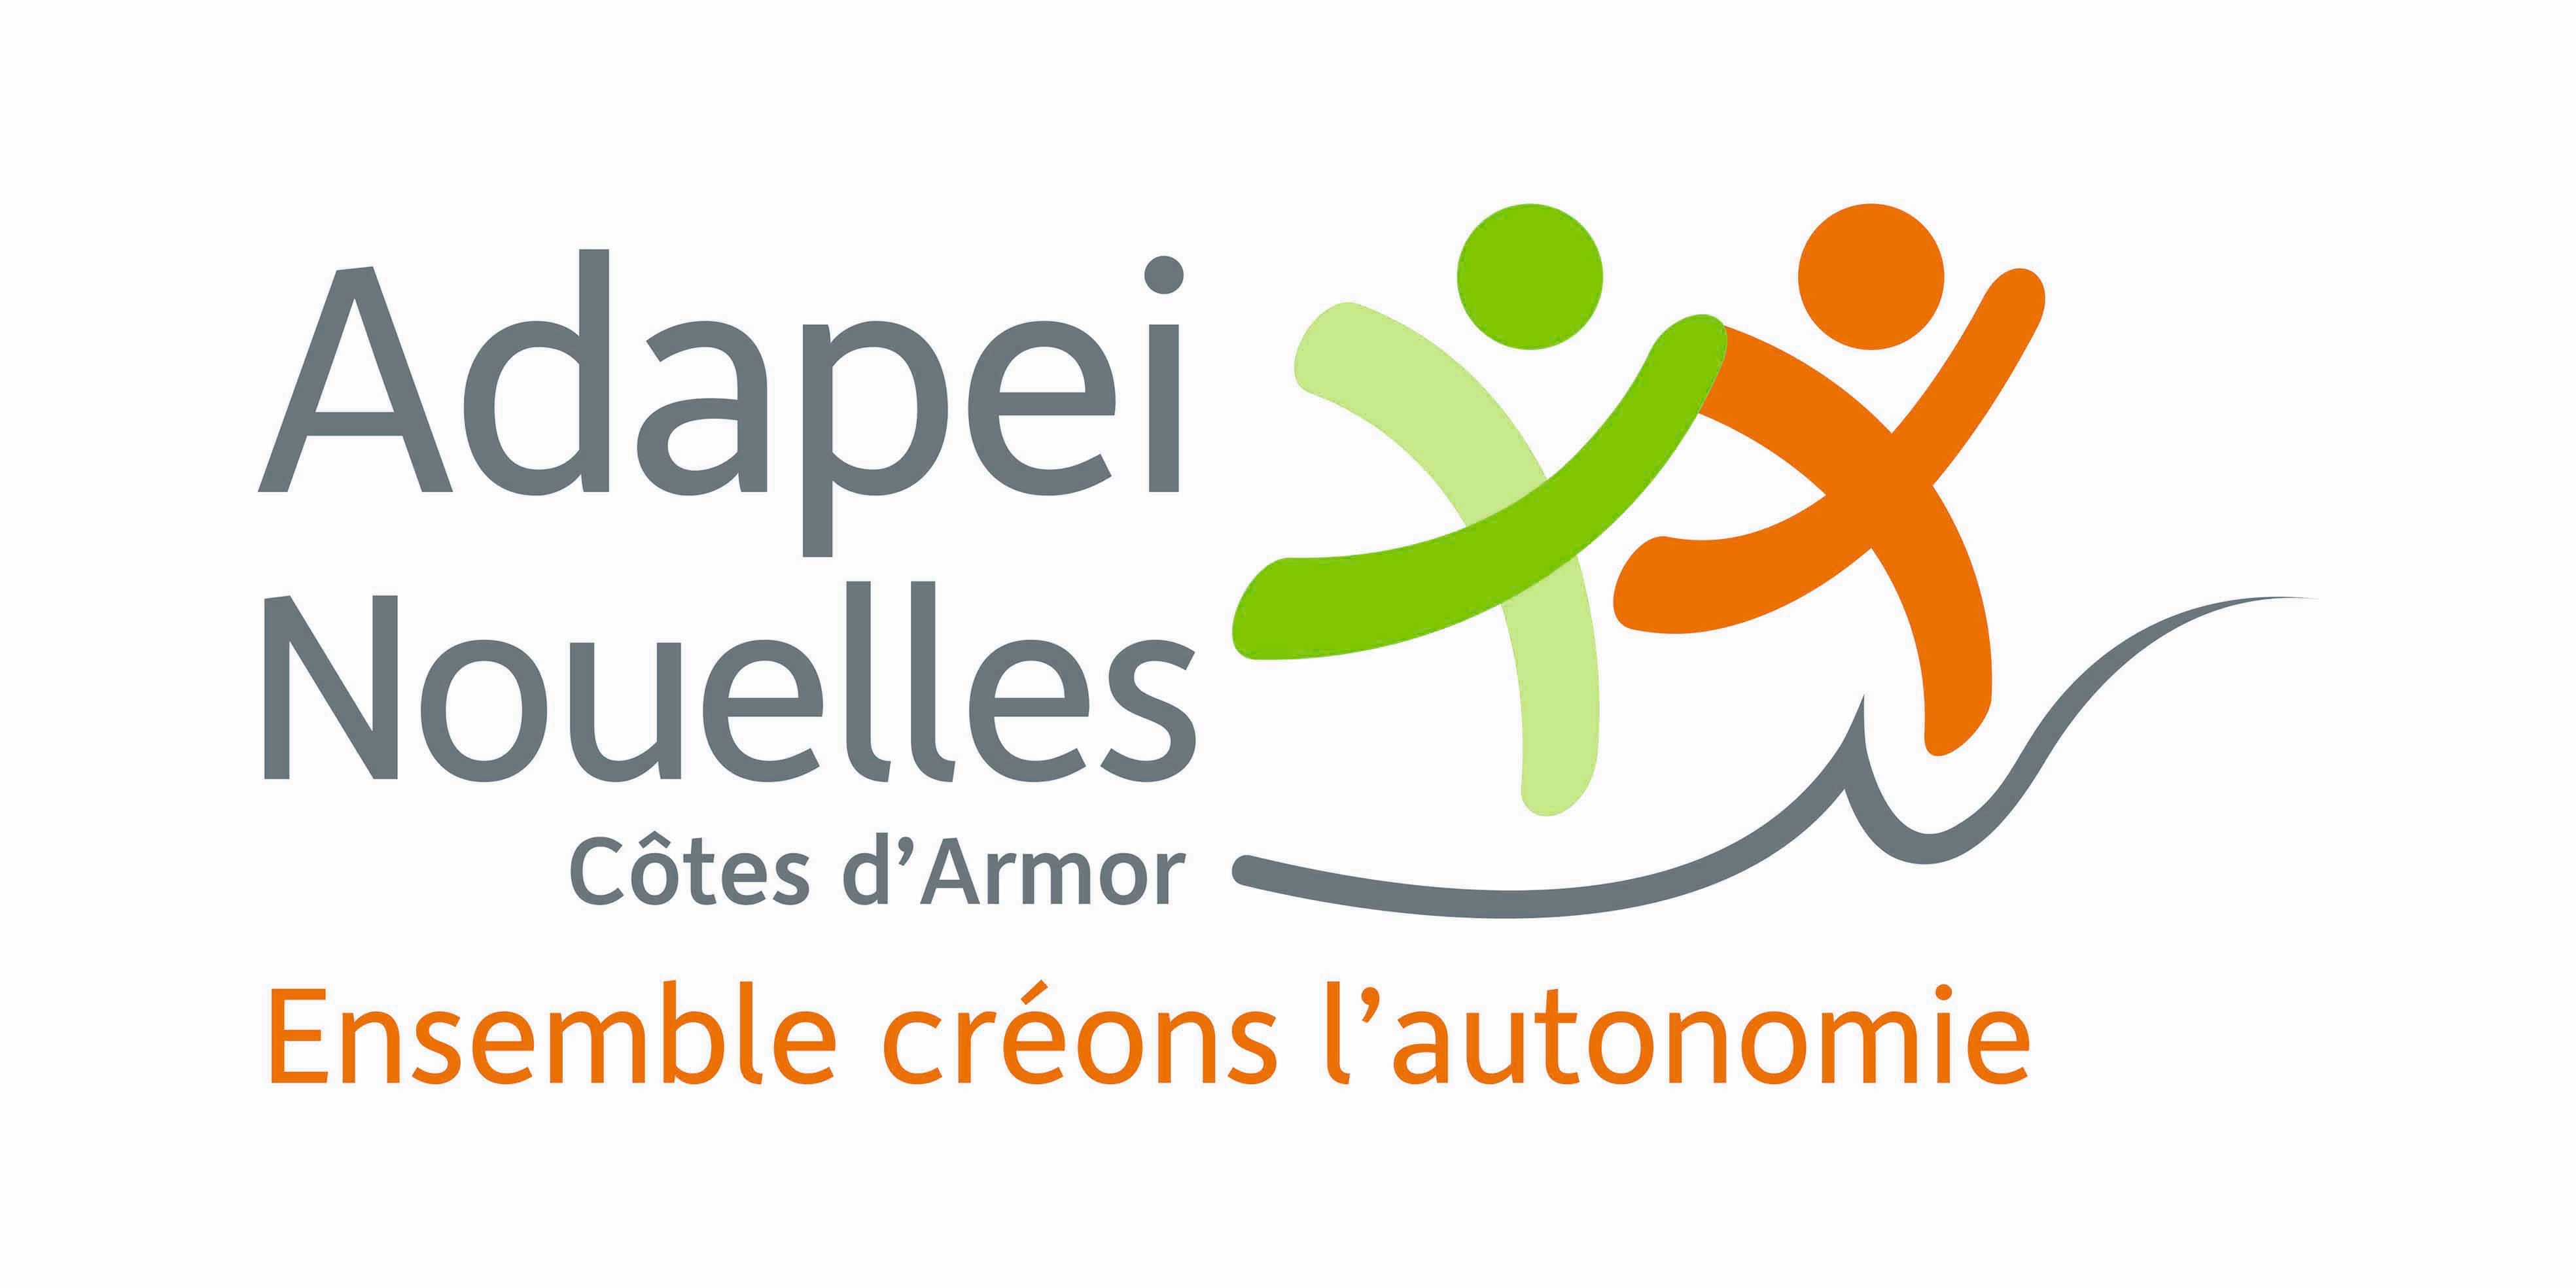 Adapei
Nouelles
Côtes d’Armor
Ensemble créons l’autonomie